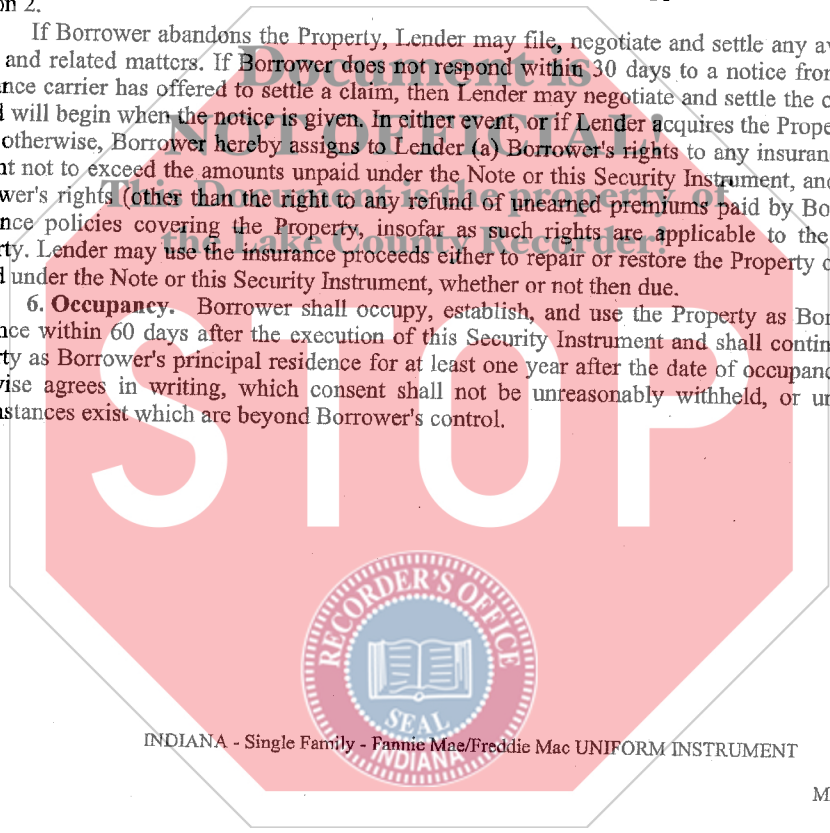 on 2.
If Borrower abandons the Property, Lender may file, negotiate and settle any av
and related matters. If Borrower does not respond within 30 days to a notice fro
nce carrier has offered to settle a claim, then Lender may negotiate and settle the c
d will begin when the notice is given. In either event, or if Lender acquires the Prope
otherwise, Borrower hereby assigns to Lender (a) Borrower's rights to any insuran
nt not to exceed the amounts unpaid under the Note or this Security Instrument, and
wer's rights (other than the right to any refund of unearned premiums paid by Bo
nce policies covering the Property, insofar as such rights are applicable to the
rty. Lender may use the insurance proceeds either to repair or restore the Property o
d under the Note or this Security Instrument, whether or not then due.
6. Occupancy. Borrower shall occupy, establish, and use the Property as Bor
nce within 60 days after the execution of this Security Instrument and shall contin
rty as Borrower's principal residence for at least one year after the date of occupanc
wise agrees in writing, which consent shall not be unreasonably withheld, or un
nstances exist which are beyond Borrower's control.
Document is
NOT OFFICIAL!
This Document is the property of
the Lake County Recorder!
STOP
RECORDER'S OFFICE
SEAL
INDIANA
INDIANA - Single Family - Fannie Mae/Freddie Mac UNIFORM INSTRUMENT
M